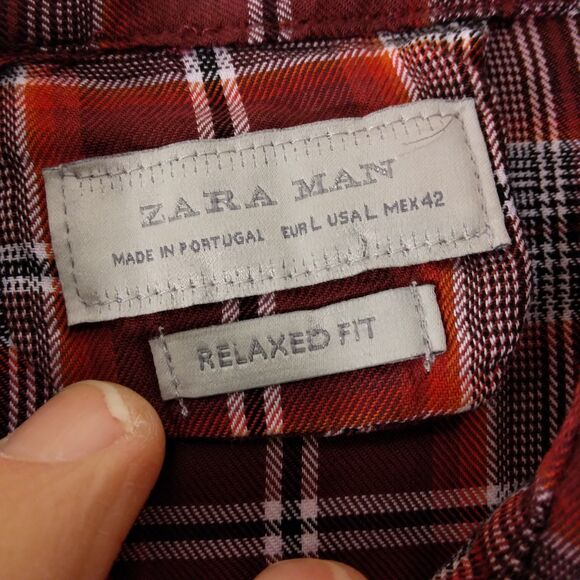 ZARA MAN
MADE IN PORTUGAL EUR L USA L MEX 42
RELAXED FIT